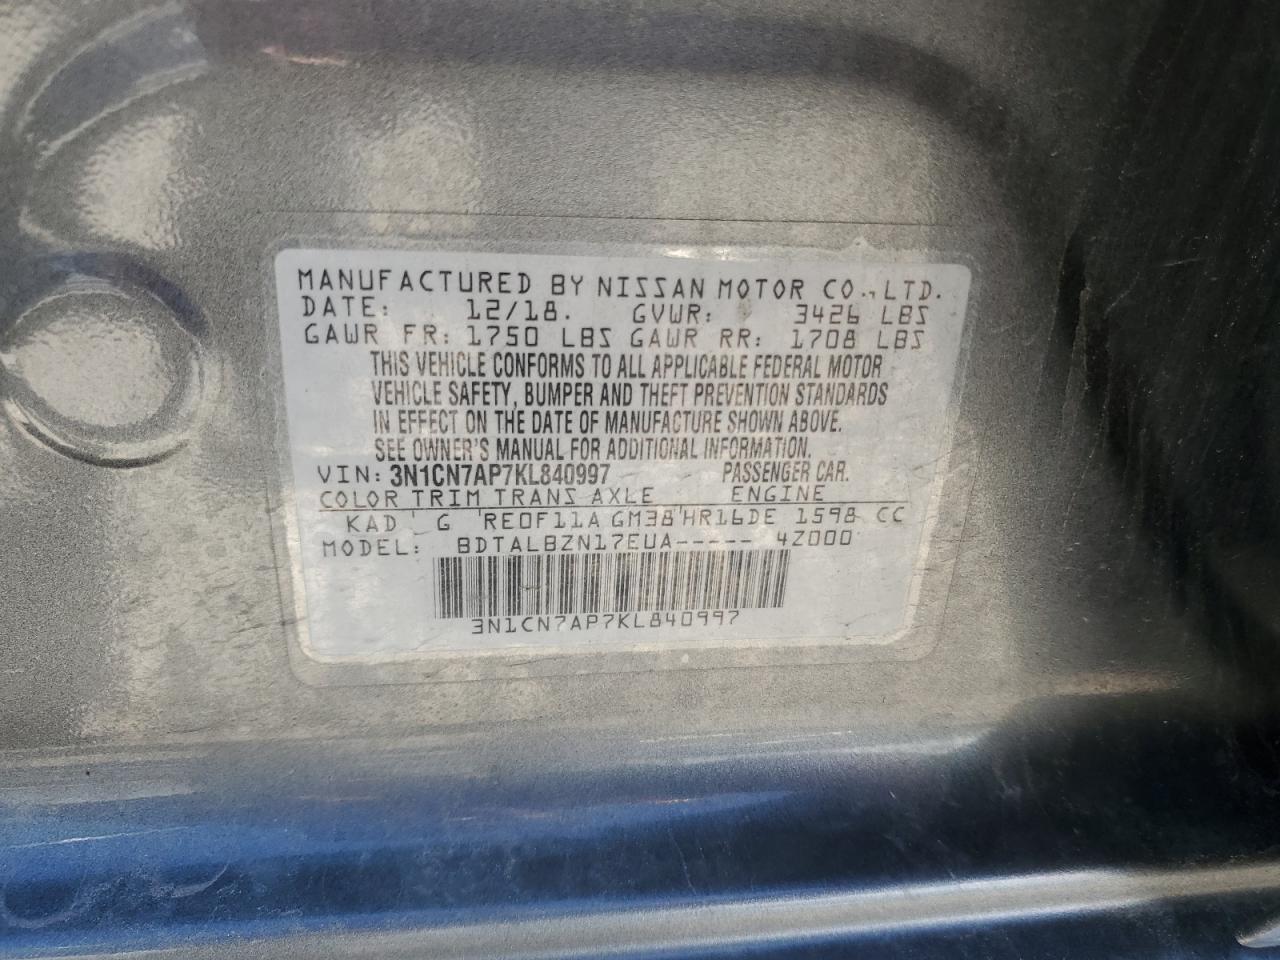 MANUFACTURED BY NISSAN MOTOR CO., LTD.
DATE: 12/18. GVWR: 3426 LBS
GAWR FR: 1750 LBS GAWR RR: 1708 LBS
THIS VEHICLE CONFORMS TO ALL APPLICABLE FEDERAL MOTOR
VEHICLE SAFETY, BUMPER AND THEFT PREVENTION STANDARDS
IN EFFECT ON THE DATE OF MANUFACTURE SHOWN ABOVE.
SEE OWNER'S MANUAL FOR ADDITIONAL INFORMATION.
VIN: 3N1CN7AP7KL840997 PASSENGER CAR.
COLOR TRIM TRANS AXLE ENGINE
KAD G RE0F11A GM38 HR16DE 1598 CC
MODEL: BDTALBZN17EUA----- 4Z000
3N1CN7AP7KL840997